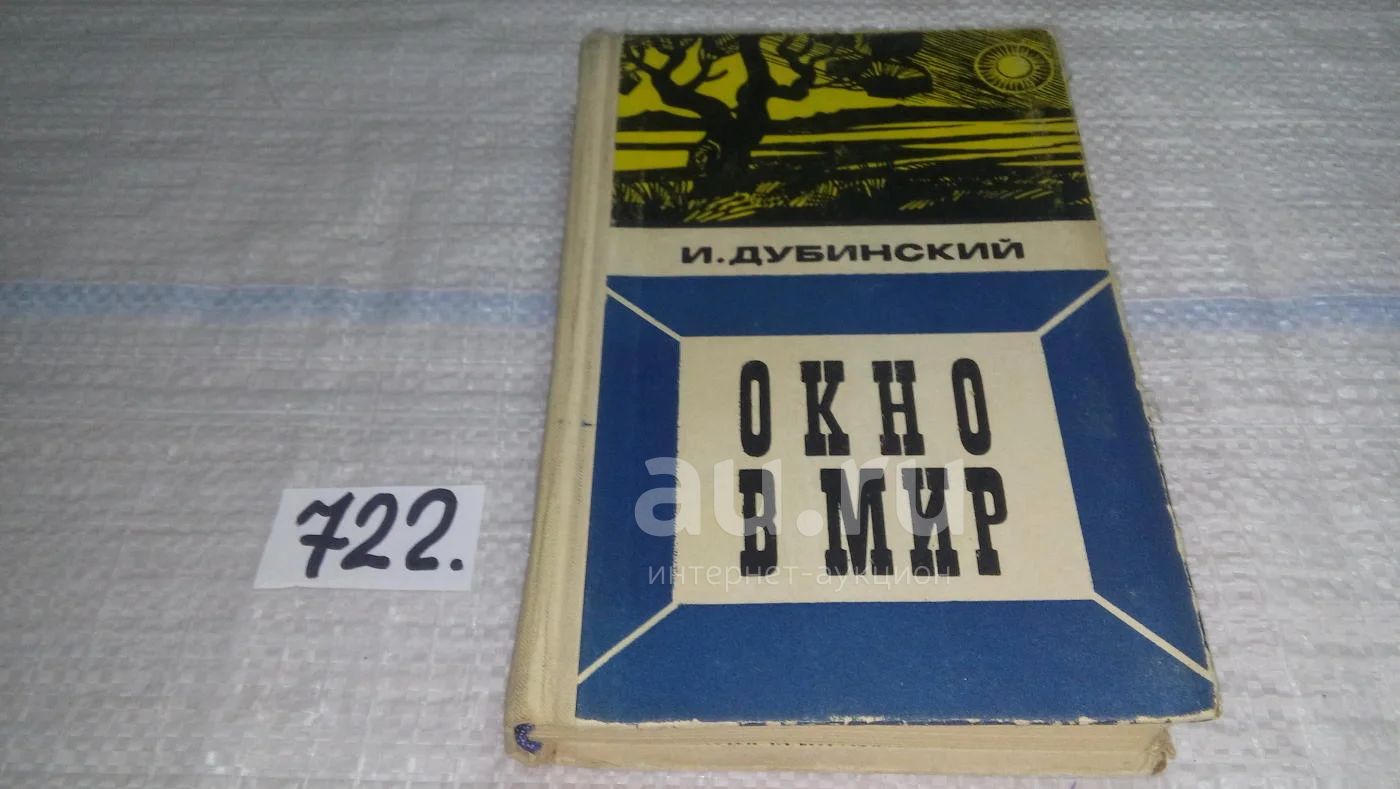 И.ДУБИНСКИЙ
ОКНО
В МИР
au.ru
интернет-аукцион
722.